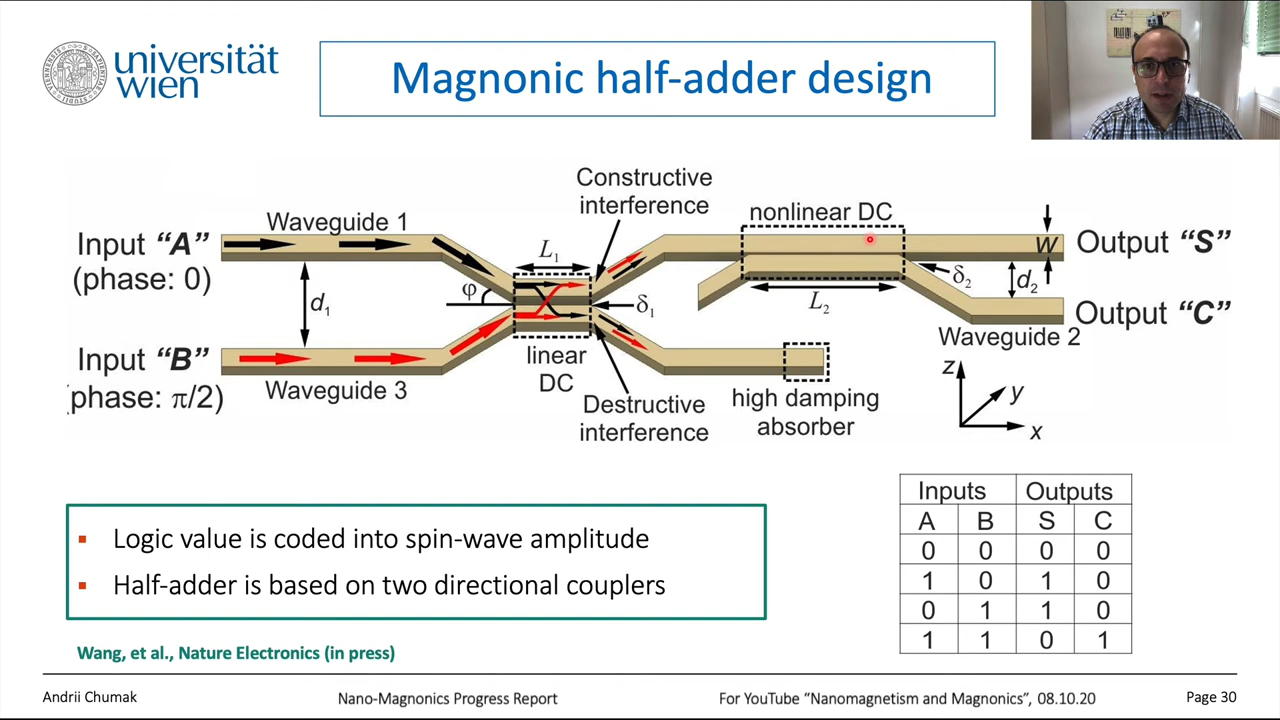 universität
wien
Magnonic half-adder design
Constructive
interference
nonlinear DC
Waveguide 1
Input "A"
(phase: 0)
L1
w
Output "S"
φ
d1
δ1
L2
δ2
d2
Output "C"
Input "B"
(phase: π/2)
Waveguide 3
linear
DC
Destructive
interference
high damping
absorber
Waveguide 2
z
y
x
Inputs Outputs
A B S C
0 0 0 0
1 0 1 0
0 1 1 0
1 1 0 1
▪ Logic value is coded into spin-wave amplitude
▪ Half-adder is based on two directional couplers
Wang, et al., Nature Electronics (in press)
Andrii Chumak
Nano-Magnonics Progress Report
For YouTube "Nanomagnetism and Magnonics", 08.10.20
Page 30